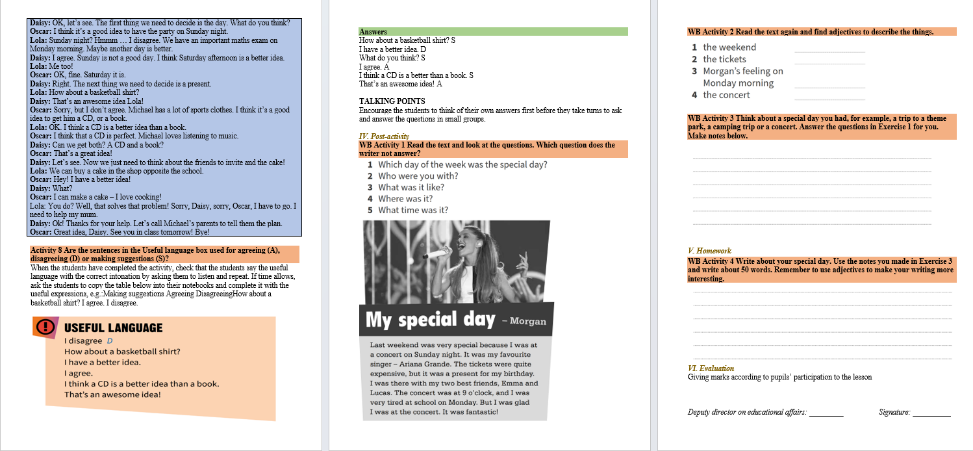 Daisy: OK, let's see. The first thing we need to decide is the day. What do you think?
Oscar: I think it's a good idea to have the party on Sunday night.
Lola: Sunday night? Hmmm … I disagree. We have an important maths exam on
Monday morning. Maybe another day is better.
Daisy: I agree. Sunday is not a good day. I think Saturday afternoon is a better idea.
Lola: Me too!
Oscar: OK, fine. Saturday it is.
Daisy: Right. The next thing we need to decide is a present.
Lola: How about a basketball shirt?
Daisy: That's an awesome idea Lola!
Oscar: Sorry, but I don't agree. Michael has a lot of sports clothes. I think it's a good
idea to get him a CD, or a book.
Lola: OK. I think a CD is a better idea than a book.
Oscar: I think that a CD is perfect. Michael loves listening to music.
Daisy: Can we get both? A CD and a book?
Oscar: That's a great idea!
Daisy: Let's see. Now we just need to think about the friends to invite and the cake!
Lola: We can buy a cake in the shop opposite the school.
Oscar: Hey! I have a better idea!
Daisy: What?
Oscar: I can make a cake – I love cooking!
Lola: You do? Well, that solves that problem! Sorry, Daisy, sorry, Oscar, I have to go. I
need to help my mum.
Daisy: Ok! Thanks for your help. Let's call Michael's parents to tell them the plan.
Oscar: Great idea, Daisy. See you in class tomorrow! Bye!
Activity 8 Are the sentences in the Useful language box used for agreeing (A),
disagreeing (D) or making suggestions (S)?
When the students have completed the activity, check that the students say the useful
language with the correct intonation by asking them to listen and repeat. If time allows,
ask the students to copy the table below into their notebooks and complete it with the
useful expressions, e.g.:Making suggestions Agreeing DisagreeingHow about a
basketball shirt? I agree. I disagree.
USEFUL LANGUAGE
I disagree D
How about a basketball shirt?
I have a better idea.
I agree.
I think a CD is a better idea than a book.
That's an awesome idea!
Answers
How about a basketball shirt? S
I have a better idea. D
What do you think? S
I agree. A
I think a CD is a better than a book. S
That's an awesome idea! A
TALKING POINTS
Encourage the students to think of their own answers first before they take turns to ask
and answer the questions in small groups.
IV. Post-activity
WB Activity 1 Read the text and look at the questions. Which question does the
writer not answer?
1 Which day of the week was the special day?
2 Who were you with?
3 What was it like?
4 Where was it?
5 What time was it?
My special day – Morgan
Last weekend was very special because I was at
a concert on Sunday night. It was my favourite
singer – Ariana Grande. The tickets were quite
expensive, but it was a present for my birthday.
I was there with my two best friends, Emma and
Lucas. The concert was at 9 o'clock, and I was
very tired at school on Monday. But I was glad
I was at the concert. It was fantastic!
WB Activity 2 Read the text again and find adjectives to describe the things.
1 the weekend
2 the tickets
3 Morgan's feeling on
Monday morning
4 the concert
WB Activity 3 Think about a special day you had, for example, a trip to a theme
park, a camping trip or a concert. Answer the questions in Exercise 1 for you.
Make notes below.
V. Homework
WB Activity 4 Write about your special day. Use the notes you made in Exercise 3
and write about 50 words. Remember to use adjectives to make your writing more
interesting.
VI. Evaluation
Giving marks according to pupils' participation to the lesson
Deputy director on educational affairs: ________ Signature: ________